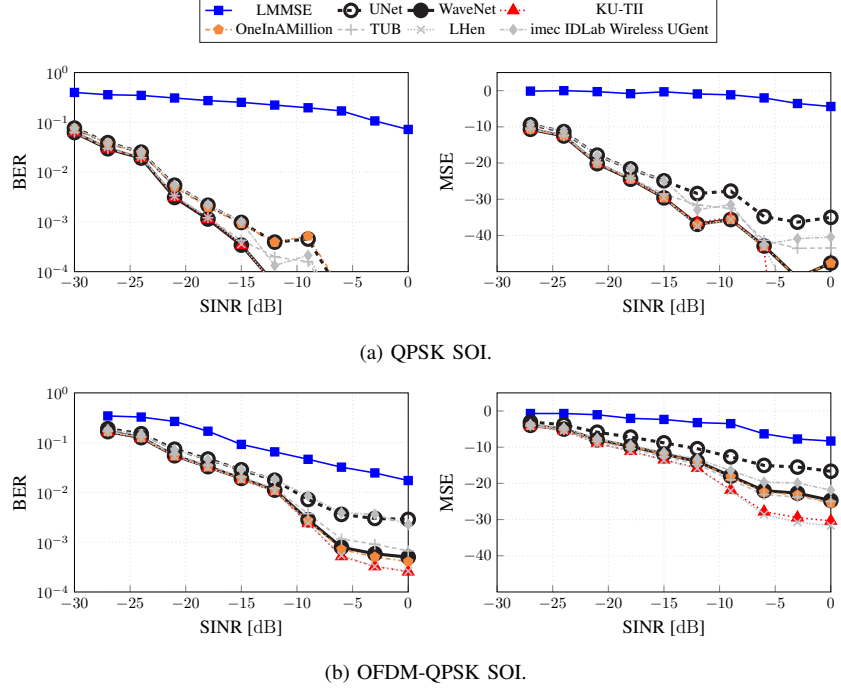 LMMSE UNet WaveNet KU-TII
OneInAMillion TUB LHen imec IDLab Wireless UGent
10^0
10^-1
10^-2
10^-3
10^-4
BER
−30 −25 −20 −15 −10 −5 0
SINR [dB]
0
−10
−20
−30
−40
MSE
−30 −25 −20 −15 −10 −5 0
SINR [dB]
(a) QPSK SOI.
10^0
10^-1
10^-2
10^-3
10^-4
BER
−30 −25 −20 −15 −10 −5 0
SINR [dB]
0
−10
−20
−30
−40
MSE
−30 −25 −20 −15 −10 −5 0
SINR [dB]
(b) OFDM-QPSK SOI.